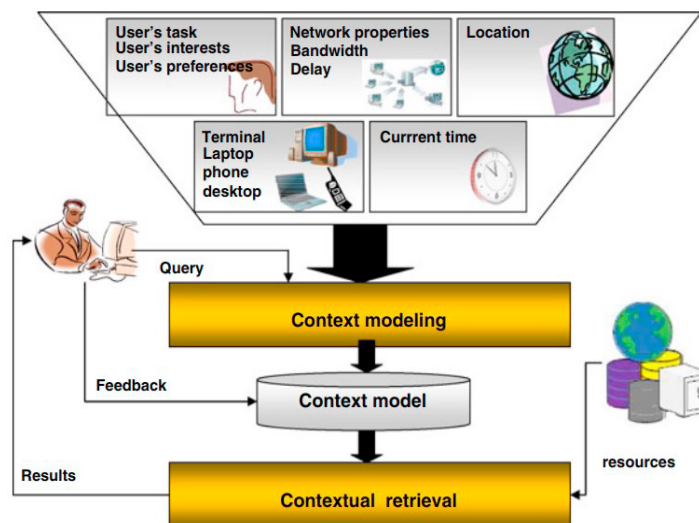 User's task
User's interests
User's preferences
Network properties
Bandwidth
Delay
Location
Terminal
Laptop
phone
desktop
Currrent time
Query
Context modeling
Feedback
Context model
Results
resources
Contextual retrieval